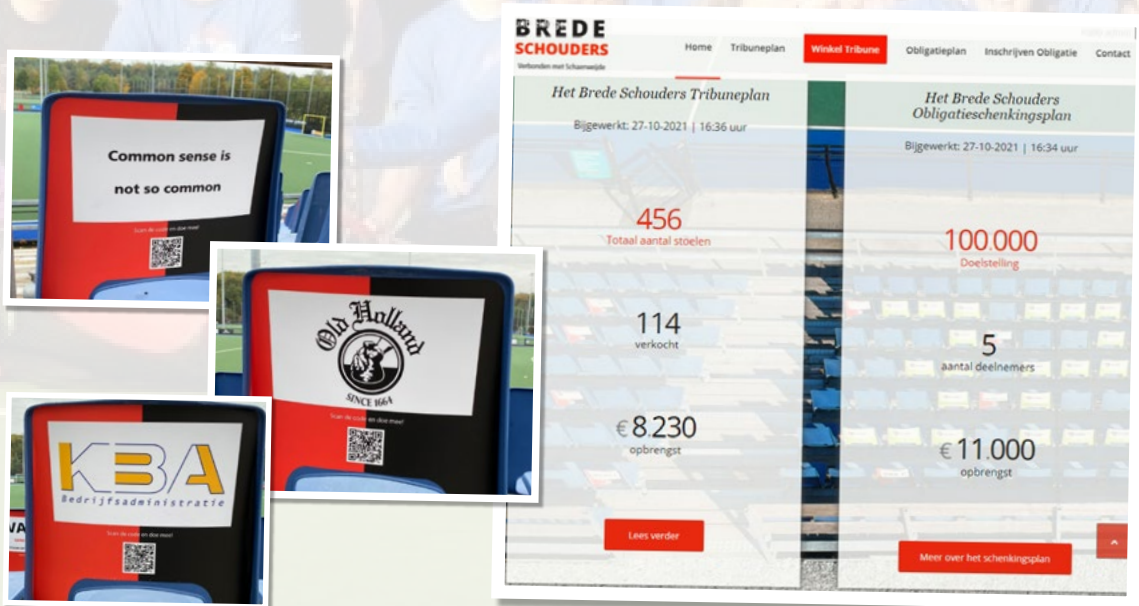 Common sense is
not so common
Scan de code en doe mee!
Old Holland
SINCE 1664
Scan de code en doe mee!
KBA
Bedrijfsadministratie
Scan de code en doe mee!
BREDE
SCHOUDERS
Verbonden met Schaerweijde
Home Tribuneplan Winkel Tribune Obligatieplan Inschrijven Obligatie Contact
Het Brede Schouders Tribuneplan
Bijgewerkt: 27-10-2021 | 16:36 uur
456
Totaal aantal stoelen
114
verkocht
€ 8.230
opbrengst
Lees verder
Het Brede Schouders
Obligatieschenkingsplan
Bijgewerkt: 27-10-2021 | 16:34 uur
100.000
Doelstelling
5
aantal deelnemers
€ 11.000
opbrengst
Meer over het schenkingsplan